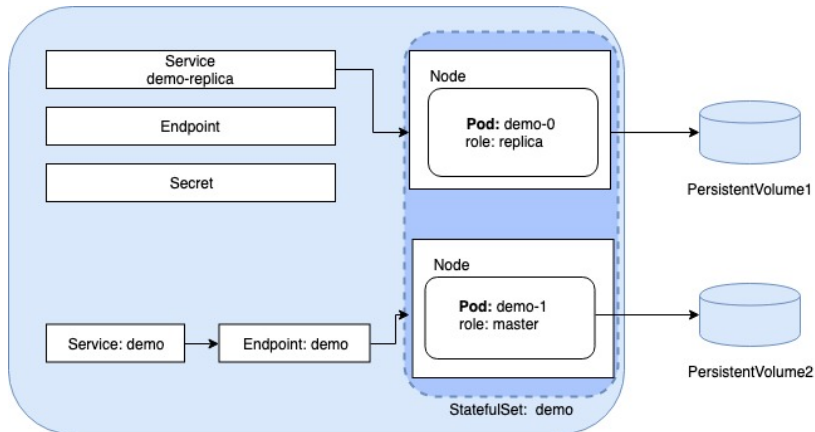 Service
demo-replica
Endpoint
Secret
Service: demo
Endpoint: demo
Node
Pod: demo-0
role: replica
Node
Pod: demo-1
role: master
StatefulSet: demo
PersistentVolume1
PersistentVolume2